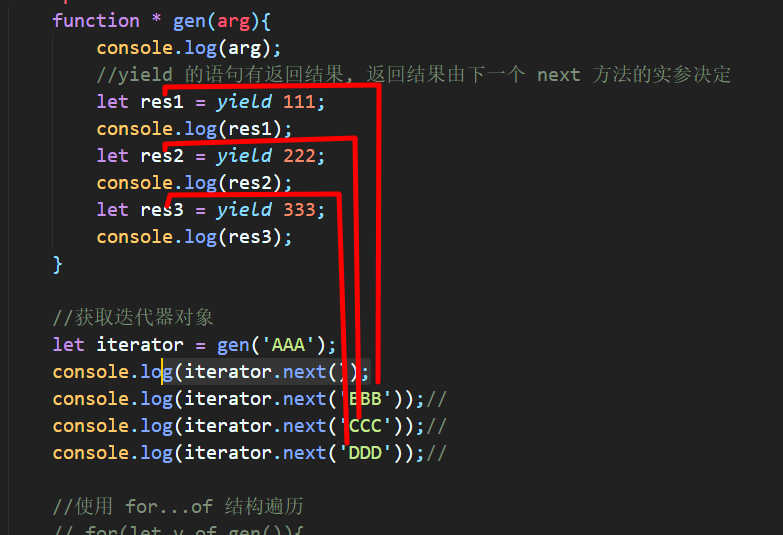 function * gen(arg){
console.log(arg);
//yield 的语句有返回结果, 返回结果由下一个 next 方法的实参决定
let res1 = yield 111;
console.log(res1);
let res2 = yield 222;
console.log(res2);
let res3 = yield 333;
console.log(res3);
}
//获取迭代器对象
let iterator = gen('AAA');
console.log(iterator.next());
console.log(iterator.next('BBB'));//
console.log(iterator.next('CCC'));//
console.log(iterator.next('DDD'));//
//使用 for...of 结构遍历
// for(let v of gen()){